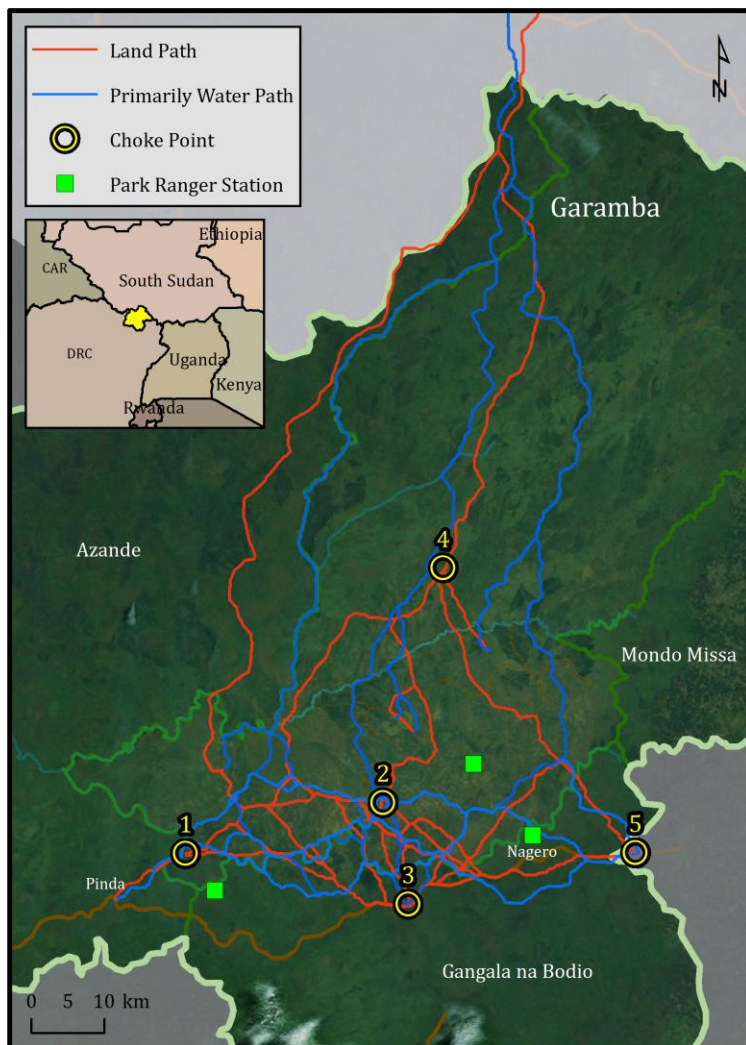 Land Path
Primarily Water Path
Choke Point
Park Ranger Station
N
Garamba
Ethiopia
CAR
South Sudan
DRC
Uganda
Kenya
Rwanda
4
Azande
Mondo Missa
2
1
5
Nagero
Pinda
3
Gangala na Bodio
0 5 10 km